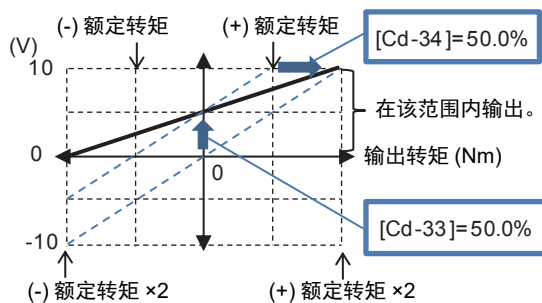 (-) 额定转矩
(+) 额定转矩
[Cd-34]=50.0%
(V)
10
在该范围内输出。
0
输出转矩 (Nm)
0
[Cd-33]=50.0%
-10
(-) 额定转矩 ×2
(+) 额定转矩 ×2